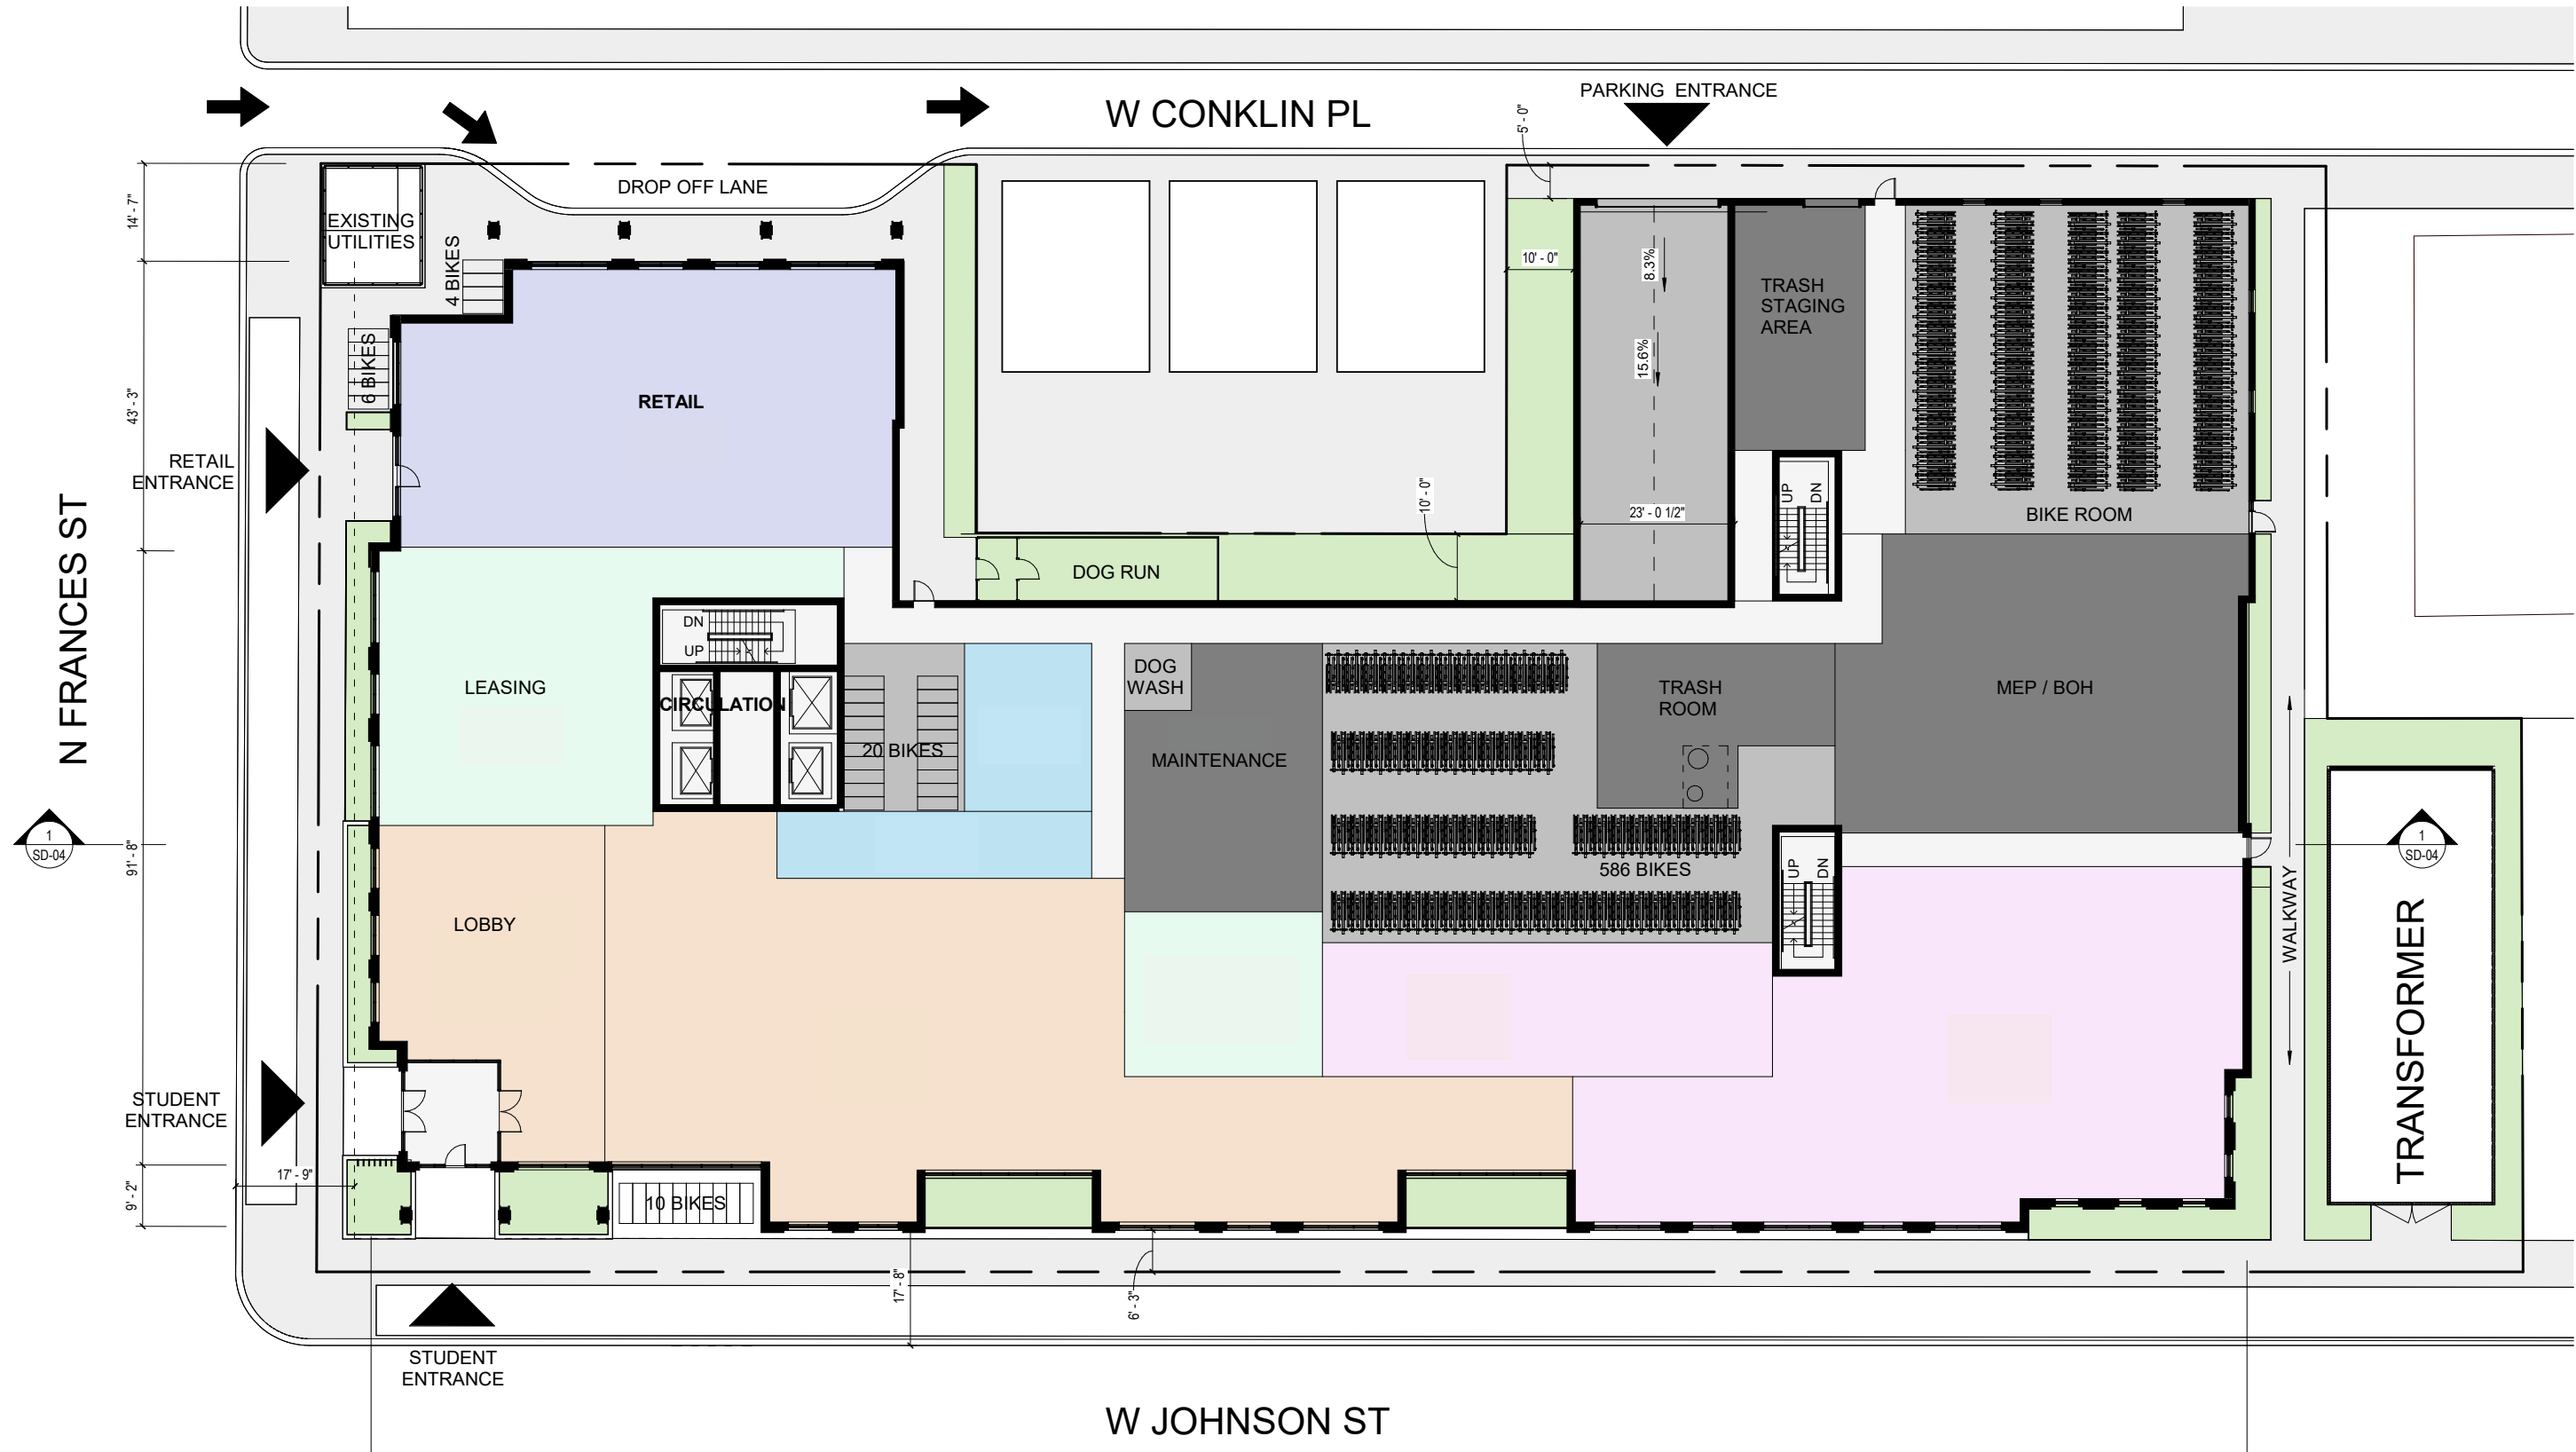 W CONKLIN PL
PARKING ENTRANCE
5' - 0"
DROP OFF LANE
14' - 7"
EXISTING
UTILITIES
4 BIKES
10' - 0"
8.3%
TRASH
STAGING
AREA
15.6%
6 BIKES
43' - 3"
RETAIL
RETAIL
ENTRANCE
10' - 0"
23' - 0 1/2"
UP
DN
BIKE ROOM
N FRANCES ST
DOG RUN
DN
UP
LEASING
CIRCULATION
20 BIKES
DOG
WASH
MAINTENANCE
TRASH
ROOM
MEP / BOH
1
SD-04
91' - 8"
586 BIKES
UP
DN
1
SD-04
WALKWAY
LOBBY
TRANSFORMER
STUDENT
ENTRANCE
17' - 9"
9' - 2"
10 BIKES
17' - 8"
6' - 3"
STUDENT
ENTRANCE
W JOHNSON ST